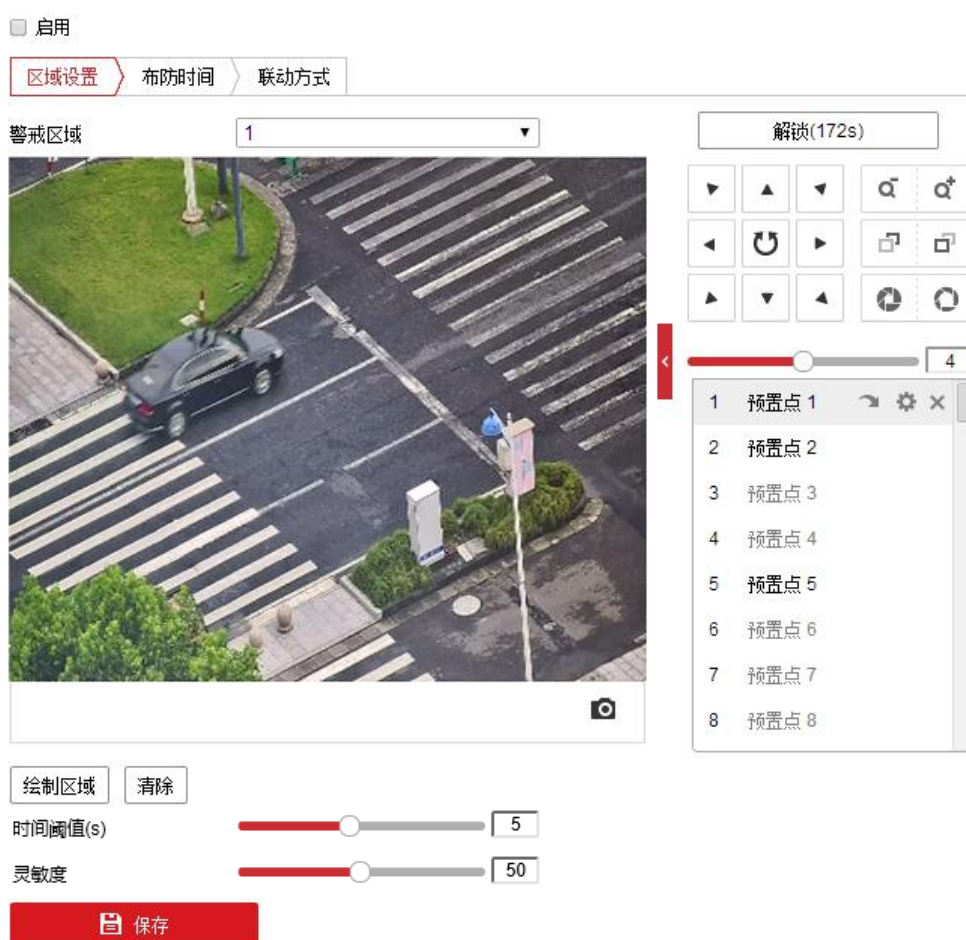 启用
区域设置 布防时间 联动方式
警戒区域 1 解锁(172s)
4
1 预置点 1
2 预置点 2
3 预置点 3
4 预置点 4
5 预置点 5
6 预置点 6
7 预置点 7
8 预置点 8
绘制区域 清除
时间阈值(s) 5
灵敏度 50
保存